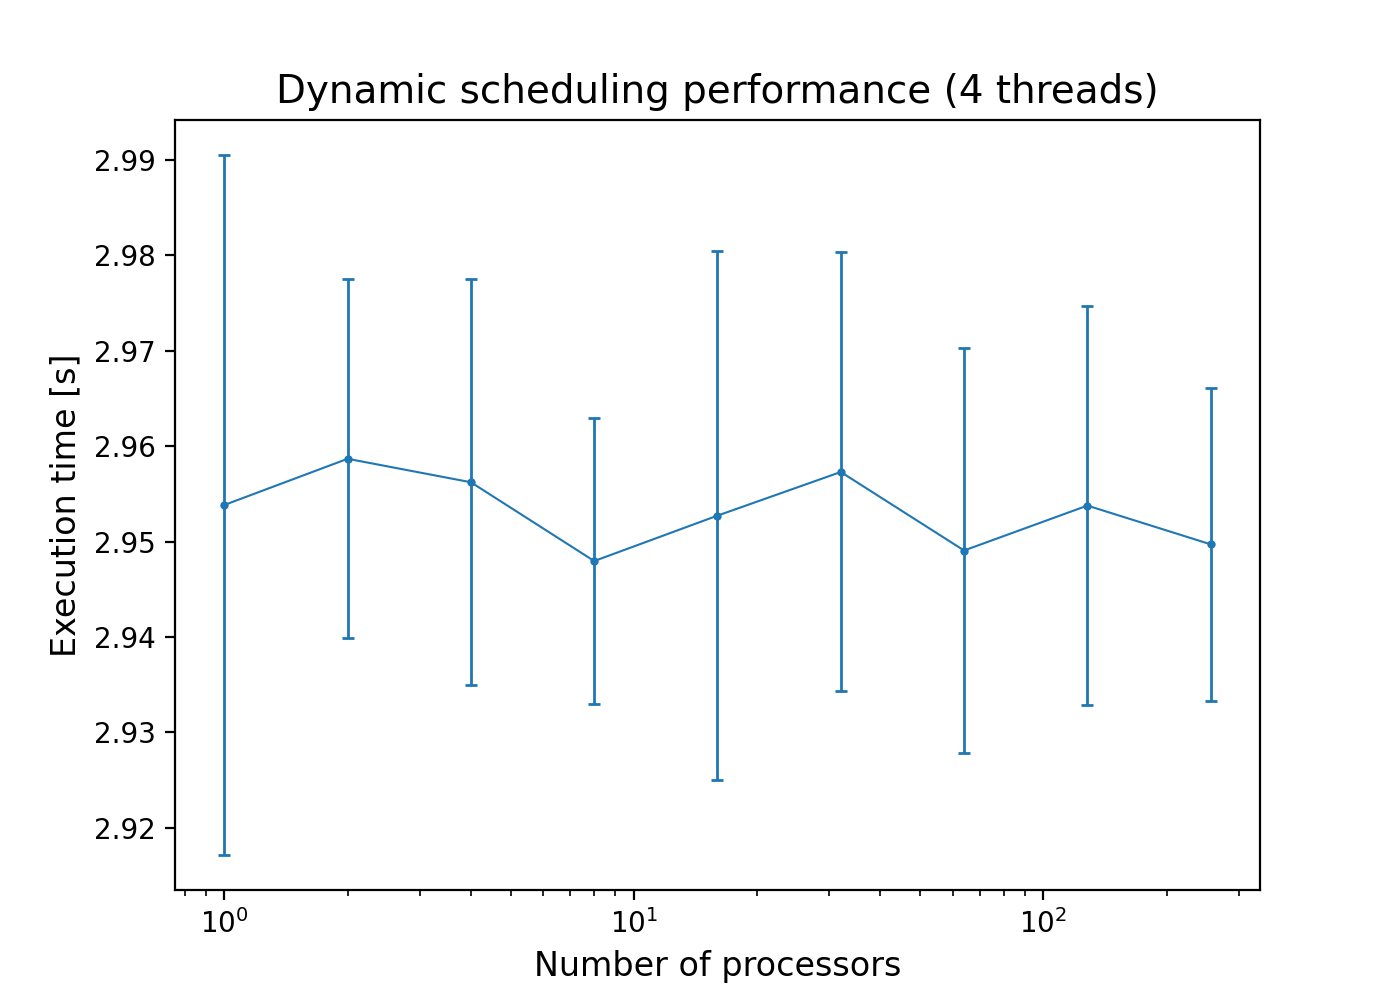 Dynamic scheduling performance (4 threads)
2.99
2.98
2.97
2.96
2.95
2.94
2.93
2.92
Execution time [s]
10⁰ 10¹ 10²
Number of processors